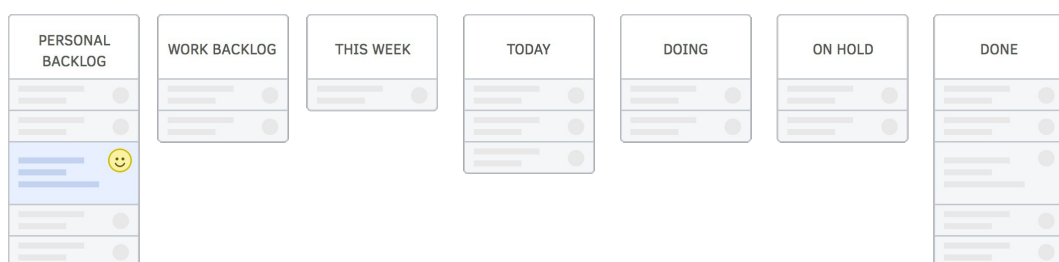 PERSONAL
BACKLOG
WORK BACKLOG
THIS WEEK
TODAY
DOING
ON HOLD
DONE